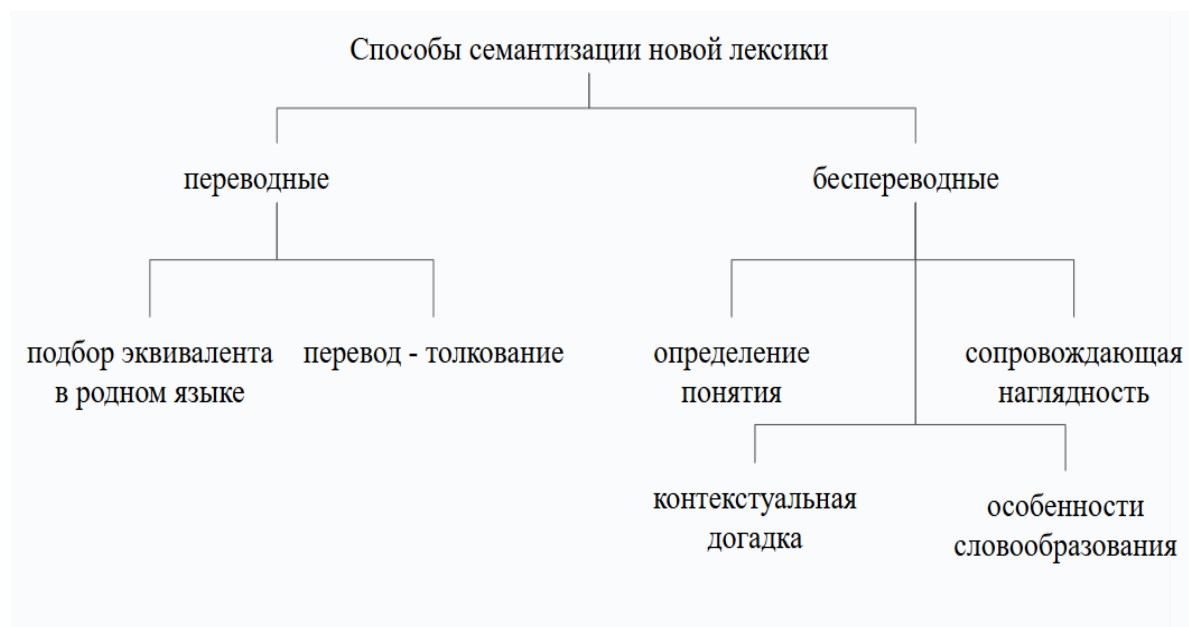 Способы семантизации новой лексики
переводные
беспереводные
подбор эквивалента
в родном языке
перевод - толкование
определение
понятия
сопровождающая
наглядность
контекстуальная
догадка
особенности
словообразования